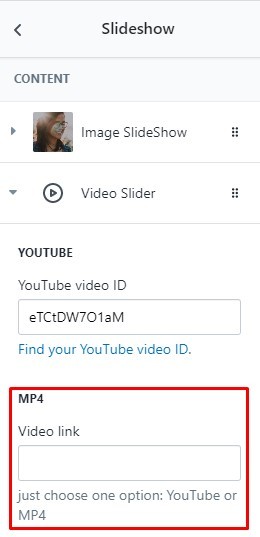 Slideshow
CONTENT
Image SlideShow
Video Slider
YOUTUBE
YouTube video ID
eTCtDW7O1aM
Find your YouTube video ID.
MP4
Video link
just choose one option: YouTube or
MP4